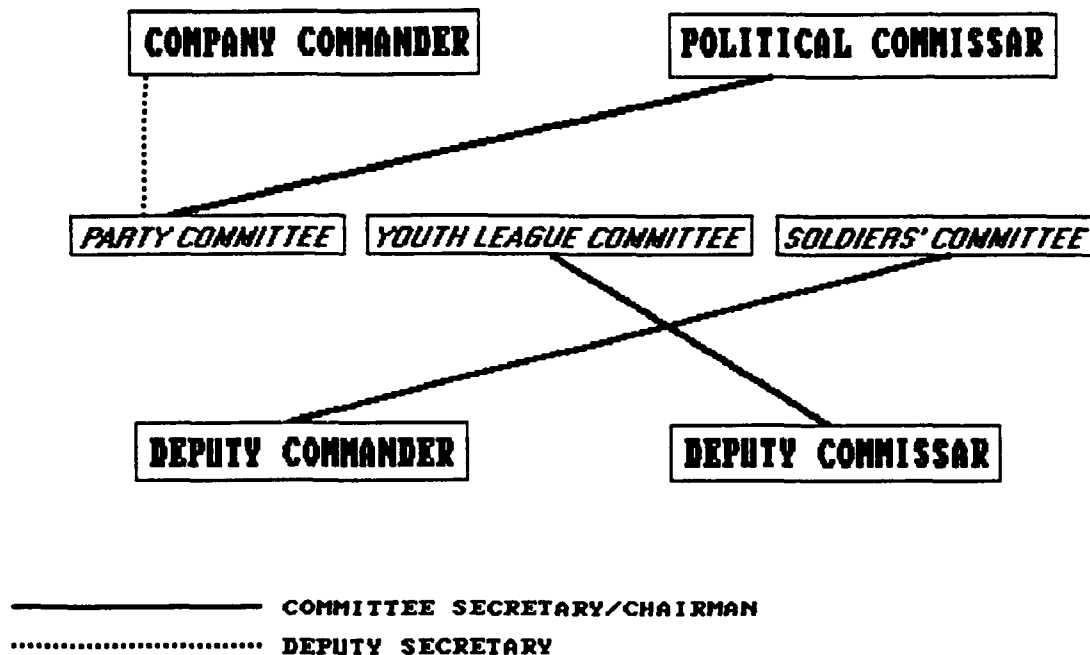 COMPANY COMMANDER
POLITICAL COMMISSAR
PARTY COMMITTEE
YOUTH LEAGUE COMMITTEE
SOLDIERS' COMMITTEE
DEPUTY COMMANDER
DEPUTY COMMISSAR
COMMITTEE SECRETARY/CHAIRMAN
DEPUTY SECRETARY